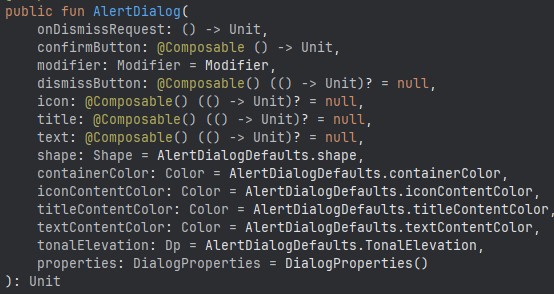 public fun AlertDialog(
    onDismissRequest: () -> Unit,
    confirmButton: @Composable () -> Unit,
    modifier: Modifier = Modifier,
    dismissButton: @Composable() (() -> Unit)? = null,
    icon: @Composable() (() -> Unit)? = null,
    title: @Composable() (() -> Unit)? = null,
    text: @Composable() (() -> Unit)? = null,
    shape: Shape = AlertDialogDefaults.shape,
    containerColor: Color = AlertDialogDefaults.containerColor,
    iconContentColor: Color = AlertDialogDefaults.iconContentColor,
    titleContentColor: Color = AlertDialogDefaults.titleContentColor,
    textContentColor: Color = AlertDialogDefaults.textContentColor,
    tonalElevation: Dp = AlertDialogDefaults.TonalElevation,
    properties: DialogProperties = DialogProperties()
): Unit